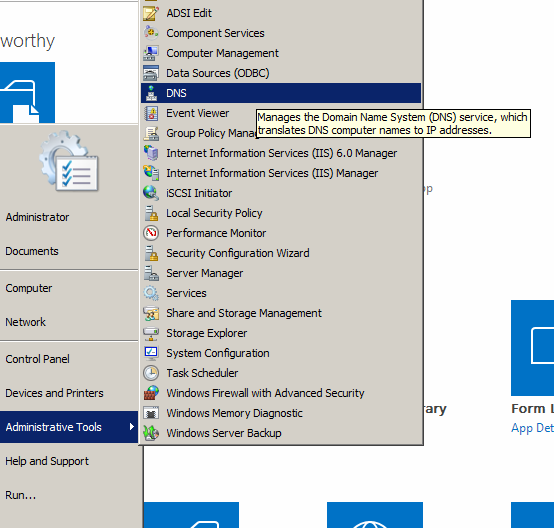 ADSI Edit
Component Services
Computer Management
Data Sources (ODBC)
DNS
Event Viewer
Manages the Domain Name System (DNS) service, which
translates DNS computer names to IP addresses.
Group Policy Mana
Internet Information Services (IIS) 6.0 Manager
Internet Information Services (IIS) Manager
iSCSI Initiator
Local Security Policy
Performance Monitor
Security Configuration Wizard
Server Manager
Services
Share and Storage Management
Storage Explorer
System Configuration
Task Scheduler
Windows Firewall with Advanced Security
Windows Memory Diagnostic
Windows Server Backup
worthy
Administrator
Documents
Computer
Network
Control Panel
Devices and Printers
Administrative Tools
Help and Support
Run...
pp
rary
Form L
App Det